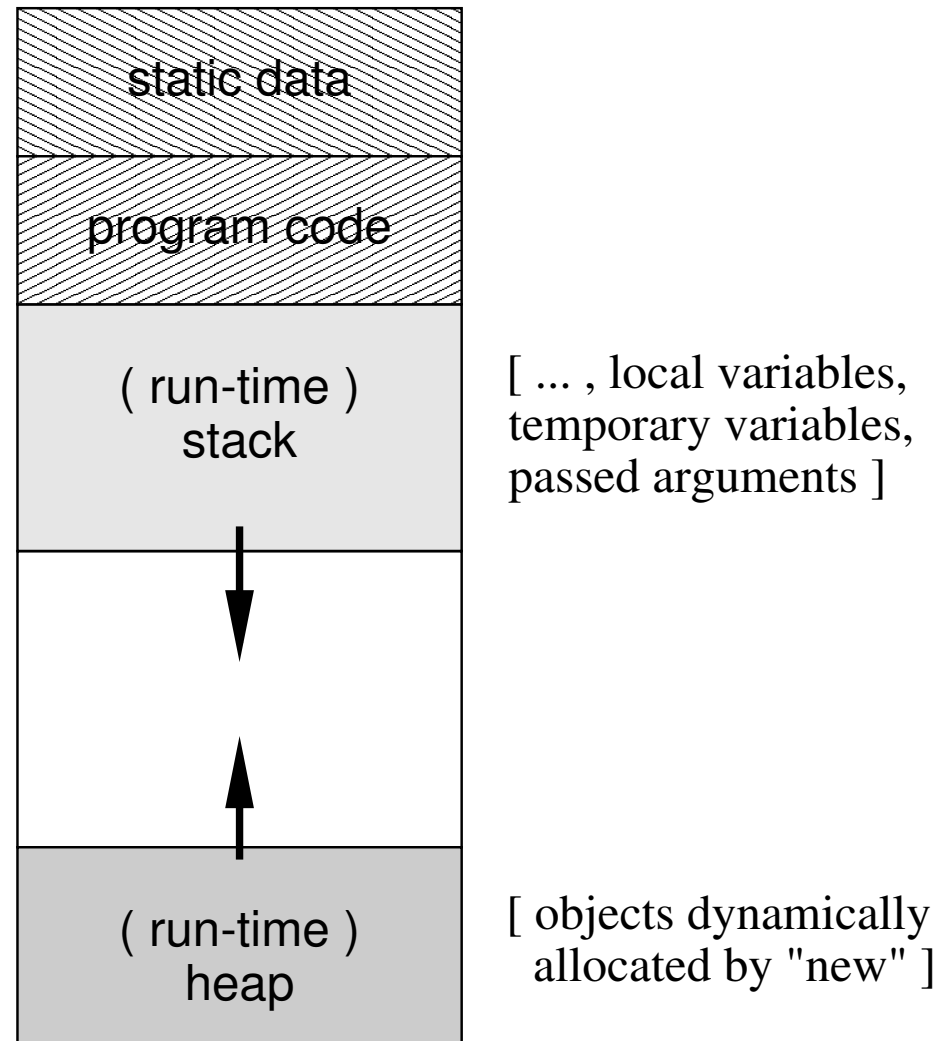 static data
program code
( run-time )
stack
[ ... , local variables,
temporary variables,
passed arguments ]
( run-time )
heap
[ objects dynamically
allocated by "new" ]